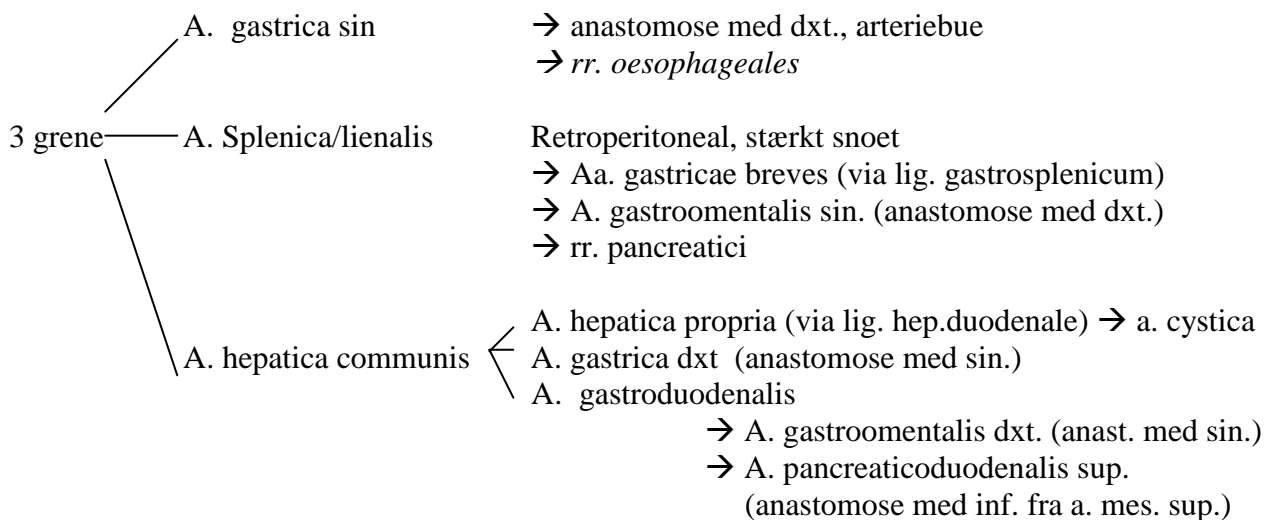 A. gastrica sin → anastomose med dxt., arteriebue
→ rr. oesophageales
3 grene A. Splenica/lienalis Retroperitoneal, stærkt snoet
→ Aa. gastricae breves (via lig. gastrosplenicum)
→ A. gastroomentalis sin. (anastomose med dxt.)
→ rr. pancreatici
A. hepatica propria (via lig. hep.duodenale) → a. cystica
A. hepatica communis A. gastrica dxt (anastomose med sin.)
A. gastroduodenalis
→ A. gastroomentalis dxt. (anast. med sin.)
→ A. pancreaticoduodenalis sup.
(anastomose med inf. fra a. mes. sup.)